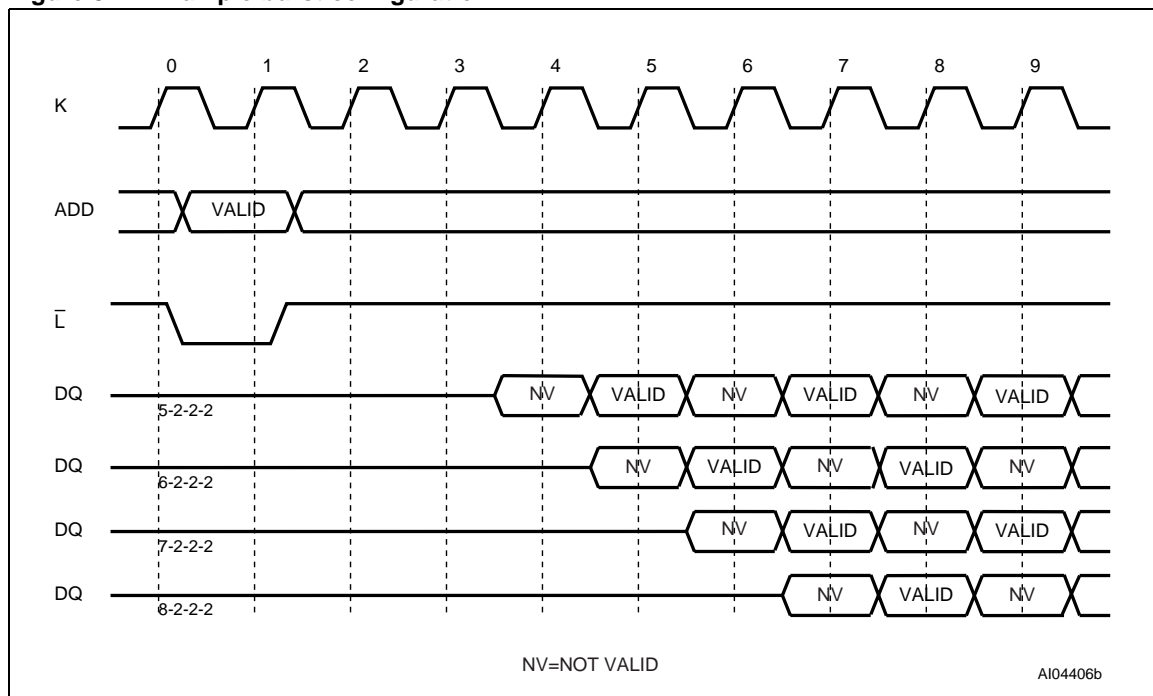 0 1 2 3 4 5 6 7 8 9
K
ADD VALID
L̅
DQ NV VALID NV VALID NV VALID
5-2-2-2
DQ NV VALID NV VALID NV
6-2-2-2
DQ NV VALID NV VALID
7-2-2-2
DQ NV VALID NV
8-2-2-2
NV=NOT VALID
AI04406b